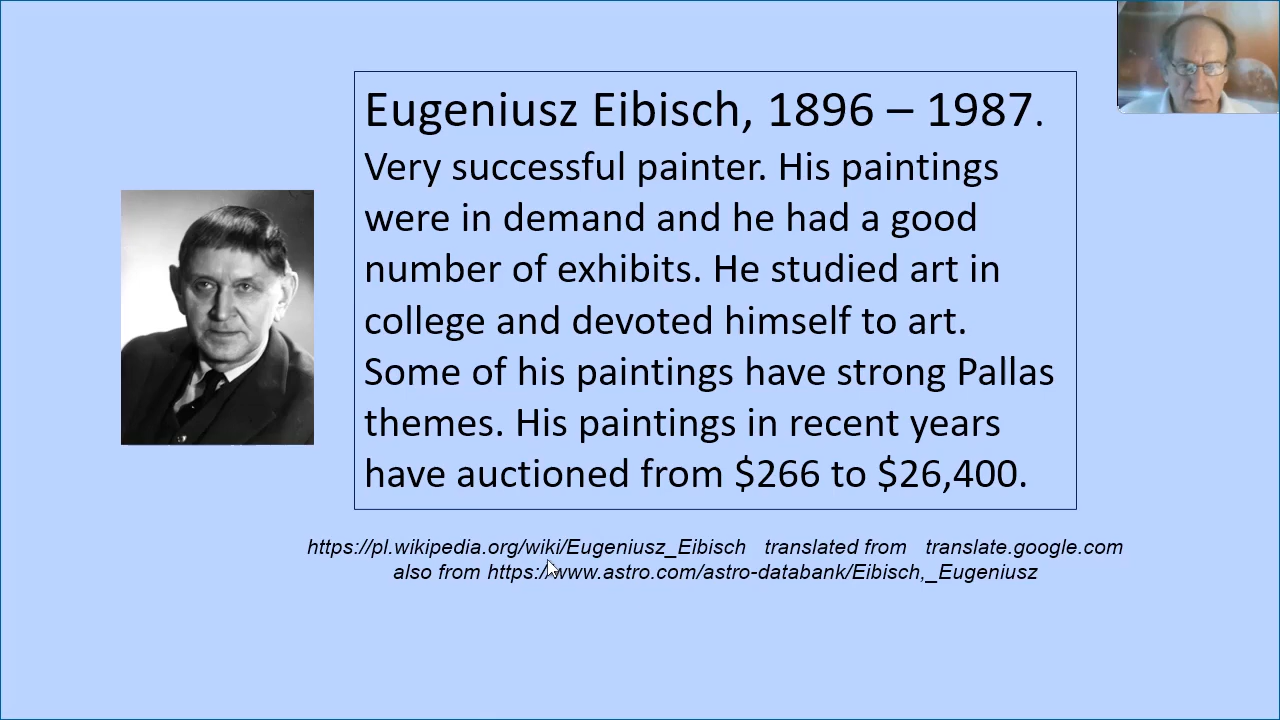 Eugeniusz Eibisch, 1896 – 1987.
Very successful painter. His paintings
were in demand and he had a good
number of exhibits. He studied art in
college and devoted himself to art.
Some of his paintings have strong Pallas
themes. His paintings in recent years
have auctioned from $266 to $26,400.
https://pl.wikipedia.org/wiki/Eugeniusz_Eibisch translated from translate.google.com
also from https://www.astro.com/astro-databank/Eibisch,_Eugeniusz